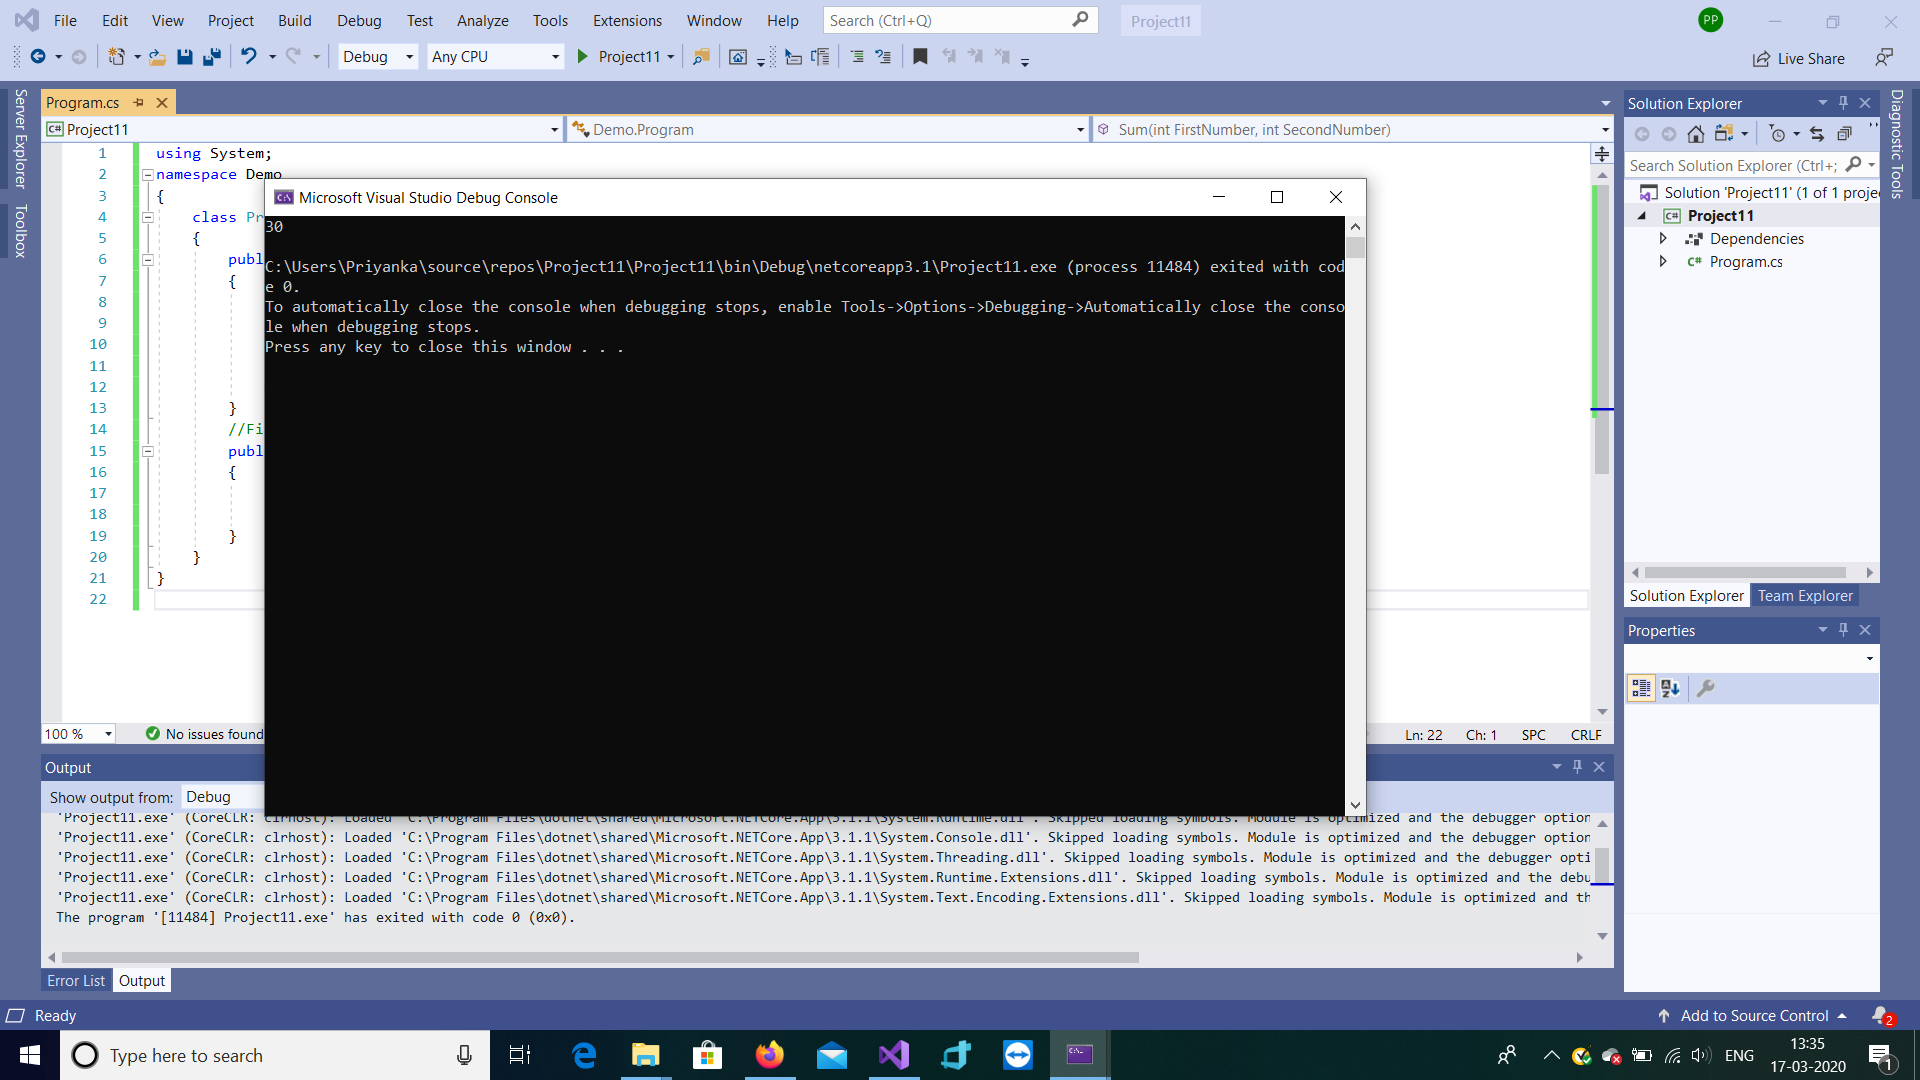 File Edit View Project Build Debug Test Analyze Tools Extensions Window Help Search (Ctrl+Q) Project11 PP
Debug Any CPU Project11 Live Share
Server Explorer
Toolbox
Program.cs
Project11 Demo.Program Sum(int FirstNumber, int SecondNumber)
1 using System;
2 namespace Demo
3 {
4 class Pr
5 {
6 publ
7 {
8
9
10
11
12
13 }
14 //Fi
15 publ
16 {
17
18
19 }
20 }
21 }
22
Microsoft Visual Studio Debug Console
30
C:\Users\Priyanka\source\repos\Project11\Project11\bin\Debug\netcoreapp3.1\Project11.exe (process 11484) exited with cod
e 0.
To automatically close the console when debugging stops, enable Tools->Options->Debugging->Automatically close the conso
le when debugging stops.
Press any key to close this window . . .
100 % No issues found Ln: 22 Ch: 1 SPC CRLF
Output
Show output from: Debug
'Project11.exe' (CoreCLR: clrhost): Loaded 'C:\Program Files\dotnet\shared\Microsoft.NETCore.App\3.1.1\System.Runtime.dll'. Skipped loading symbols. Module is optimized and the debugger option
'Project11.exe' (CoreCLR: clrhost): Loaded 'C:\Program Files\dotnet\shared\Microsoft.NETCore.App\3.1.1\System.Console.dll'. Skipped loading symbols. Module is optimized and the debugger option
'Project11.exe' (CoreCLR: clrhost): Loaded 'C:\Program Files\dotnet\shared\Microsoft.NETCore.App\3.1.1\System.Threading.dll'. Skipped loading symbols. Module is optimized and the debugger opti
'Project11.exe' (CoreCLR: clrhost): Loaded 'C:\Program Files\dotnet\shared\Microsoft.NETCore.App\3.1.1\System.Runtime.Extensions.dll'. Skipped loading symbols. Module is optimized and the debu
'Project11.exe' (CoreCLR: clrhost): Loaded 'C:\Program Files\dotnet\shared\Microsoft.NETCore.App\3.1.1\System.Text.Encoding.Extensions.dll'. Skipped loading symbols. Module is optimized and th
The program '[11484] Project11.exe' has exited with code 0 (0x0).
Error List Output
Solution Explorer
Search Solution Explorer (Ctrl+;
Solution 'Project11' (1 of 1 proje
Project11
Dependencies
C# Program.cs
Solution Explorer Team Explorer
Properties
Diagnostic Tools
Ready Add to Source Control 2
Type here to search ENG 13:35
17-03-2020 1